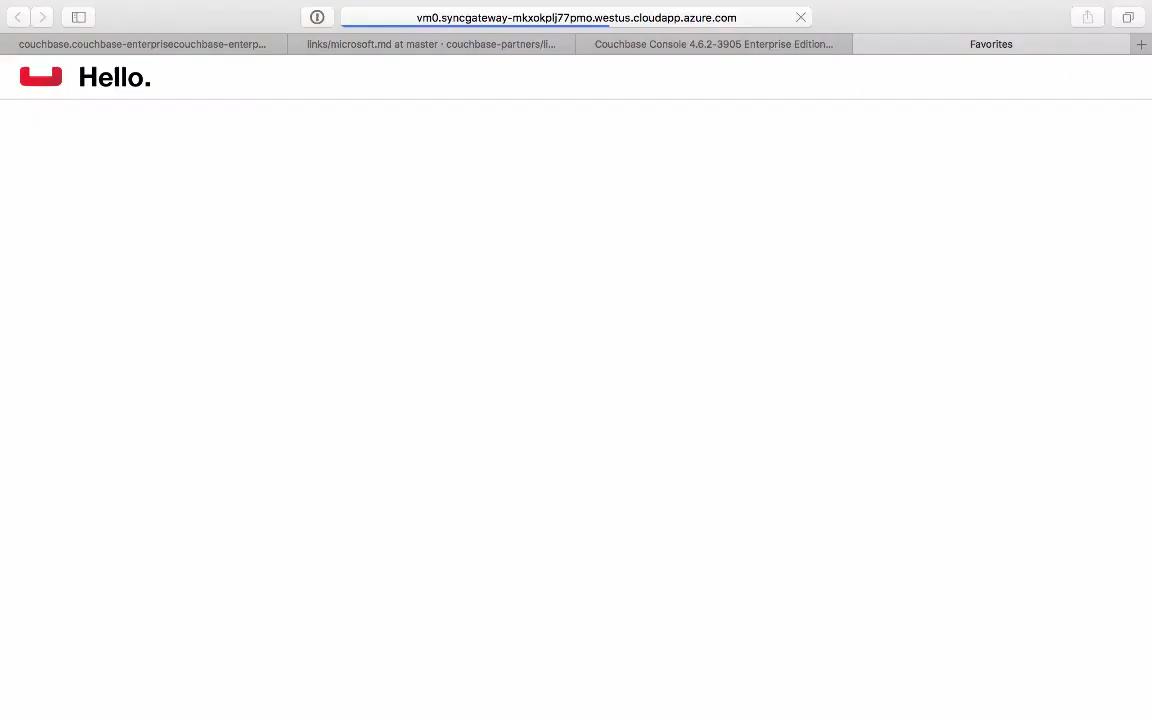 vm0.syncgateway-mkxokplj77pmo.westus.cloudapp.azure.com
couchbase.couchbase-enterprisecouchbase-enterp...
links/microsoft.md at master · couchbase-partners/li...
Couchbase Console 4.6.2-3905 Enterprise Edition...
Favorites
Hello.